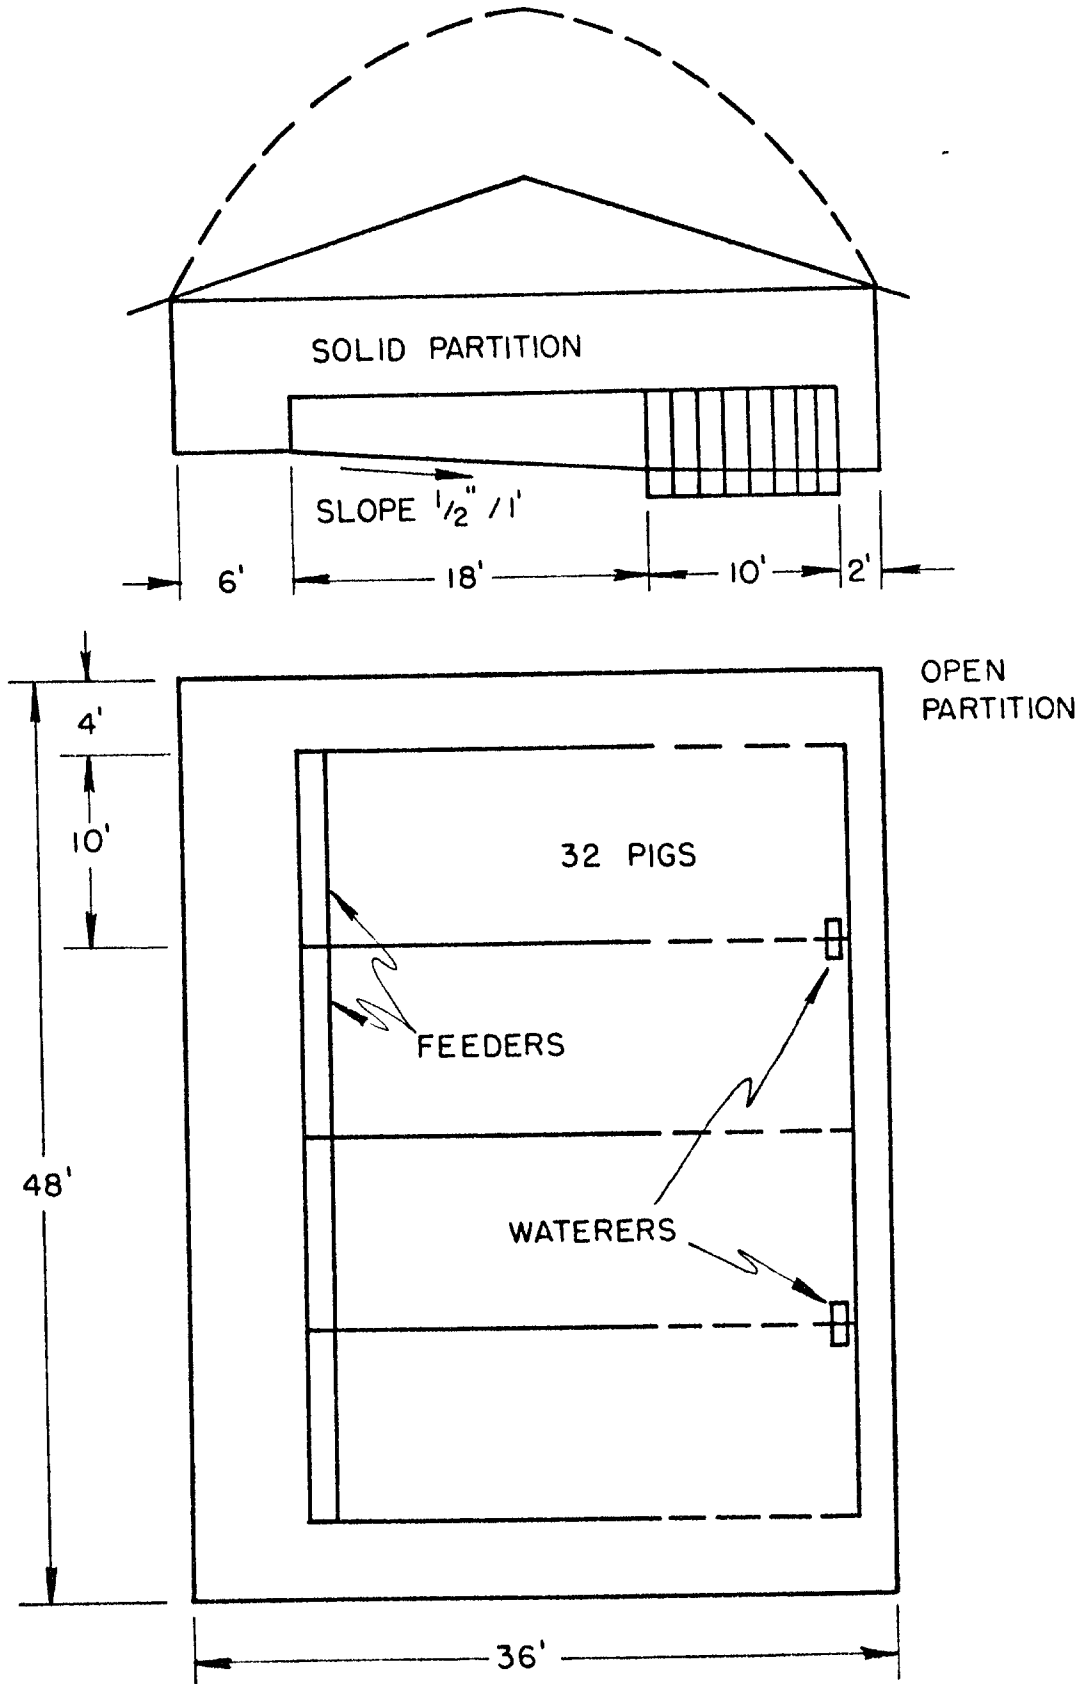 SOLID PARTITION
SLOPE 1/2" /1'
6'
18'
10'
2'
OPEN
PARTITION
4'
10'
32 PIGS
FEEDERS
48'
WATERERS
36'